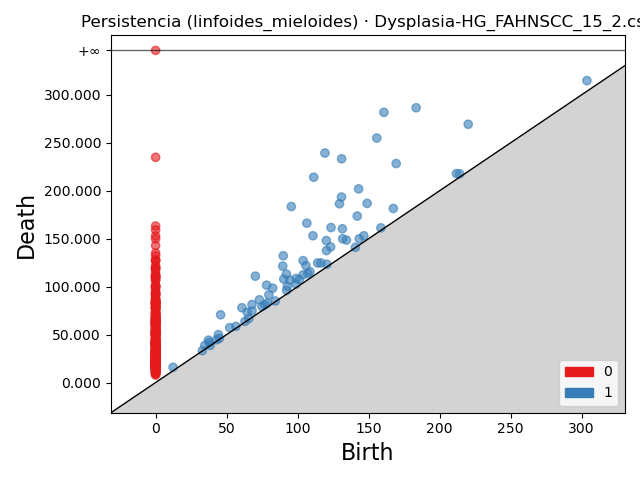 Persistencia (linfoides_mieloides) · Dysplasia-HG_FAHNSCC_15_2.cs
+∞
300.000
250.000
200.000
150.000
100.000
50.000
0.000
Death
0
1
0 50 100 150 200 250 300
Birth